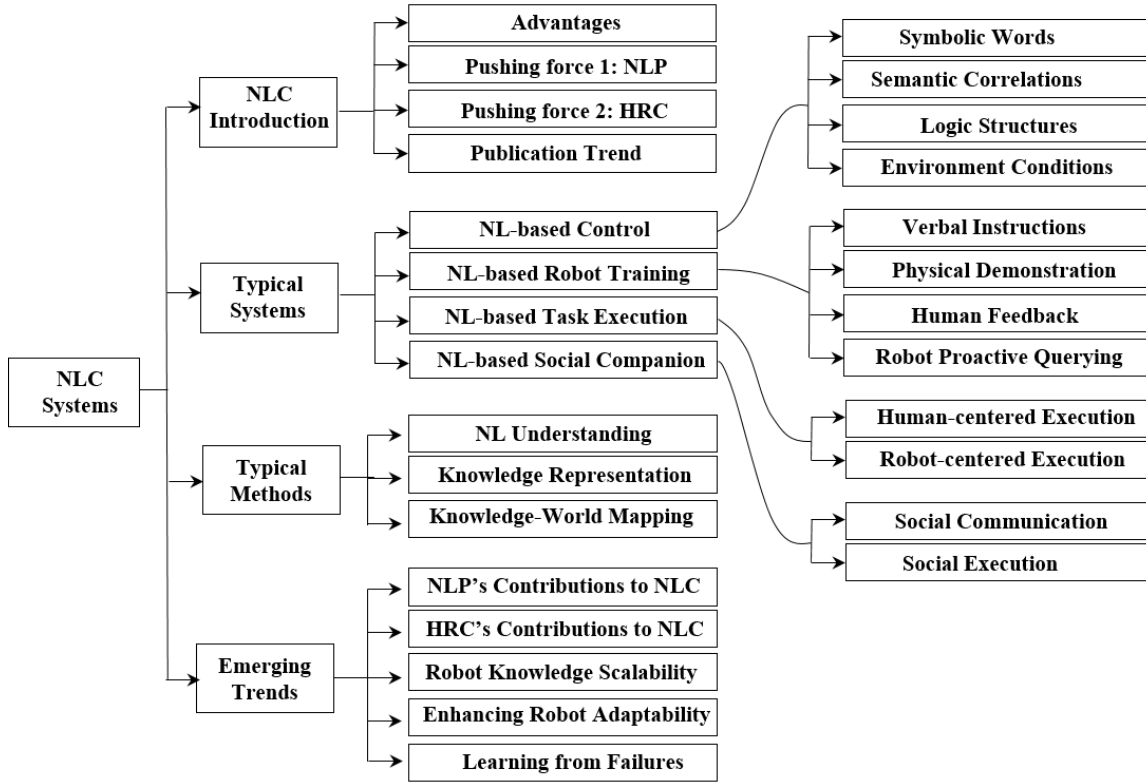 NLC
Systems
NLC
Introduction
Advantages
Pushing force 1: NLP
Pushing force 2: HRC
Publication Trend
Typical
Systems
NL-based Control
NL-based Robot Training
NL-based Task Execution
NL-based Social Companion
Symbolic Words
Semantic Correlations
Logic Structures
Environment Conditions
Verbal Instructions
Physical Demonstration
Human Feedback
Robot Proactive Querying
Human-centered Execution
Robot-centered Execution
Social Communication
Social Execution
Typical
Methods
NL Understanding
Knowledge Representation
Knowledge-World Mapping
Emerging
Trends
NLP's Contributions to NLC
HRC's Contributions to NLC
Robot Knowledge Scalability
Enhancing Robot Adaptability
Learning from Failures